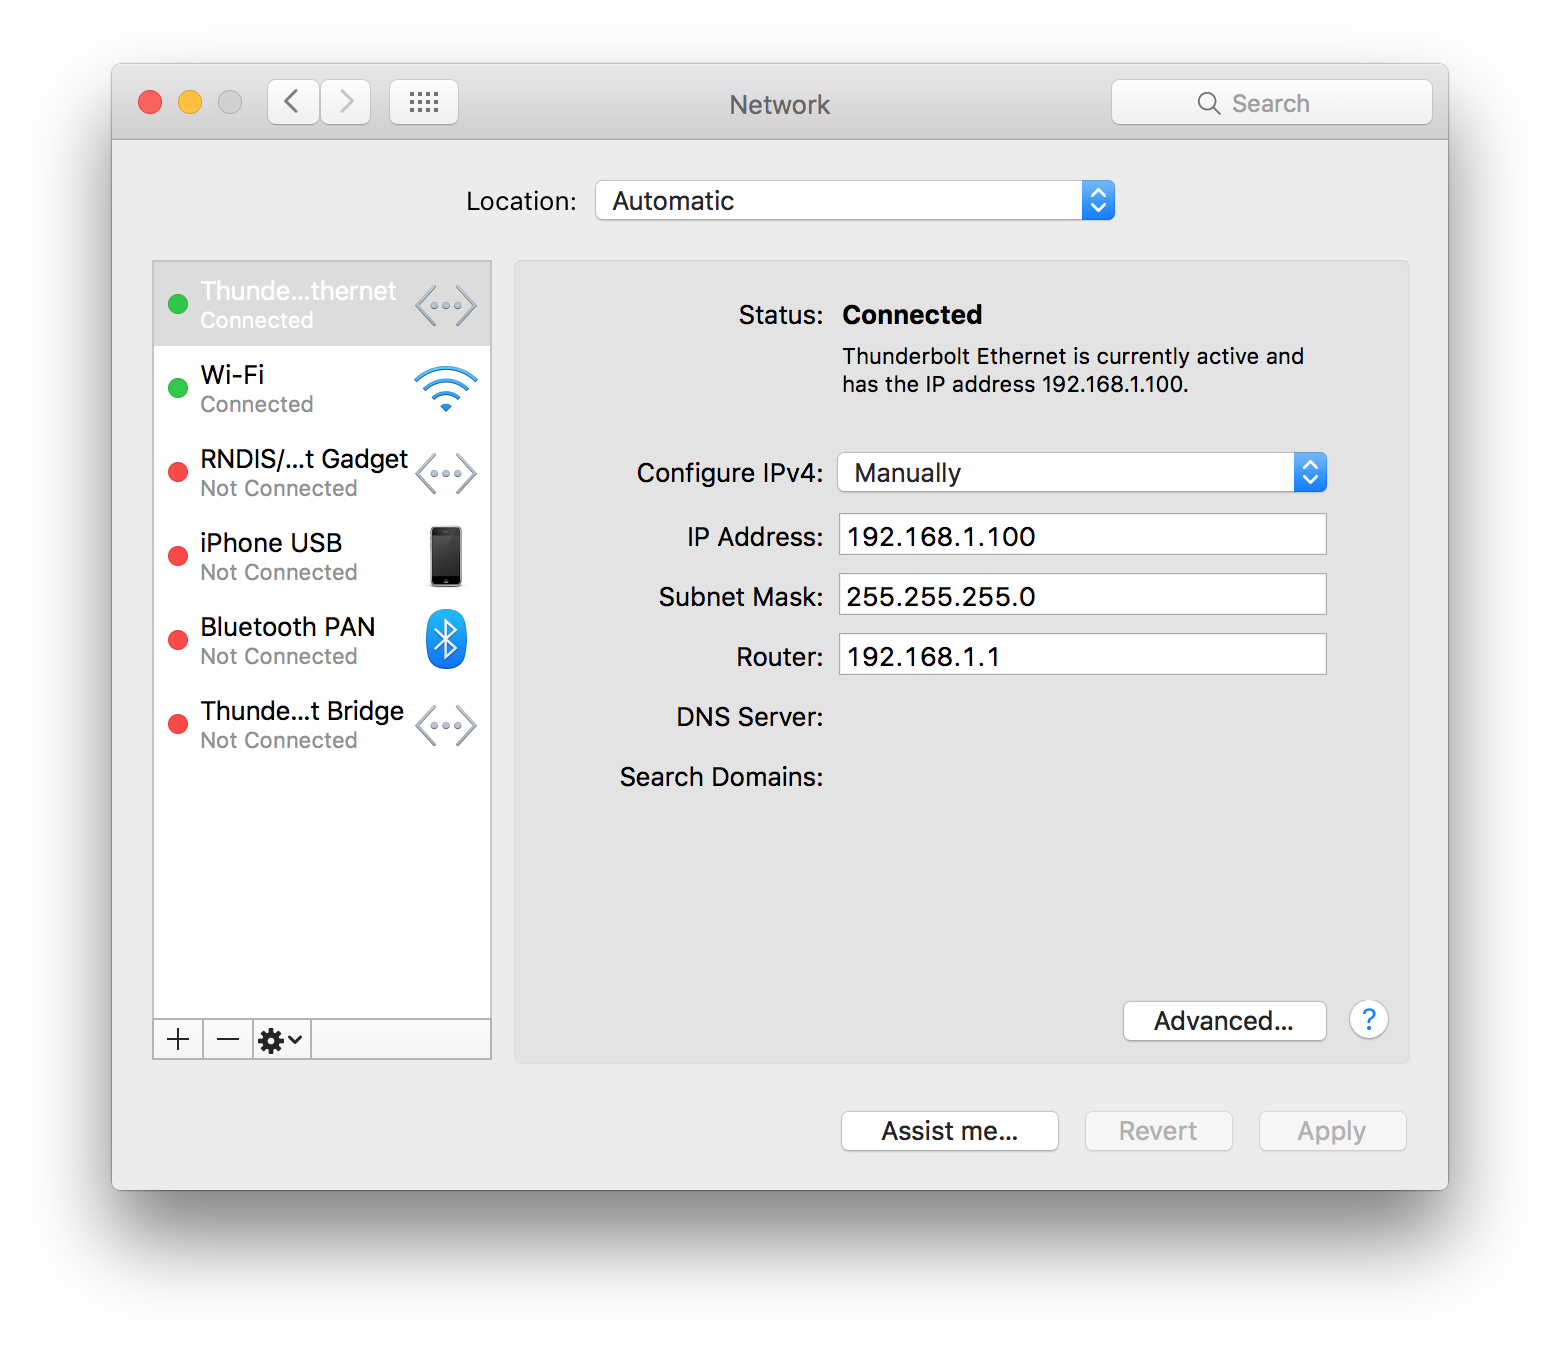 Network
Search
Location: Automatic
Thunde...thernet
Connected
Wi-Fi
Connected
RNDIS/...t Gadget
Not Connected
iPhone USB
Not Connected
Bluetooth PAN
Not Connected
Thunde...t Bridge
Not Connected
Status: Connected
Thunderbolt Ethernet is currently active and
has the IP address 192.168.1.100.
Configure IPv4: Manually
IP Address: 192.168.1.100
Subnet Mask: 255.255.255.0
Router: 192.168.1.1
DNS Server:
Search Domains:
Advanced...
?
Assist me...
Revert
Apply